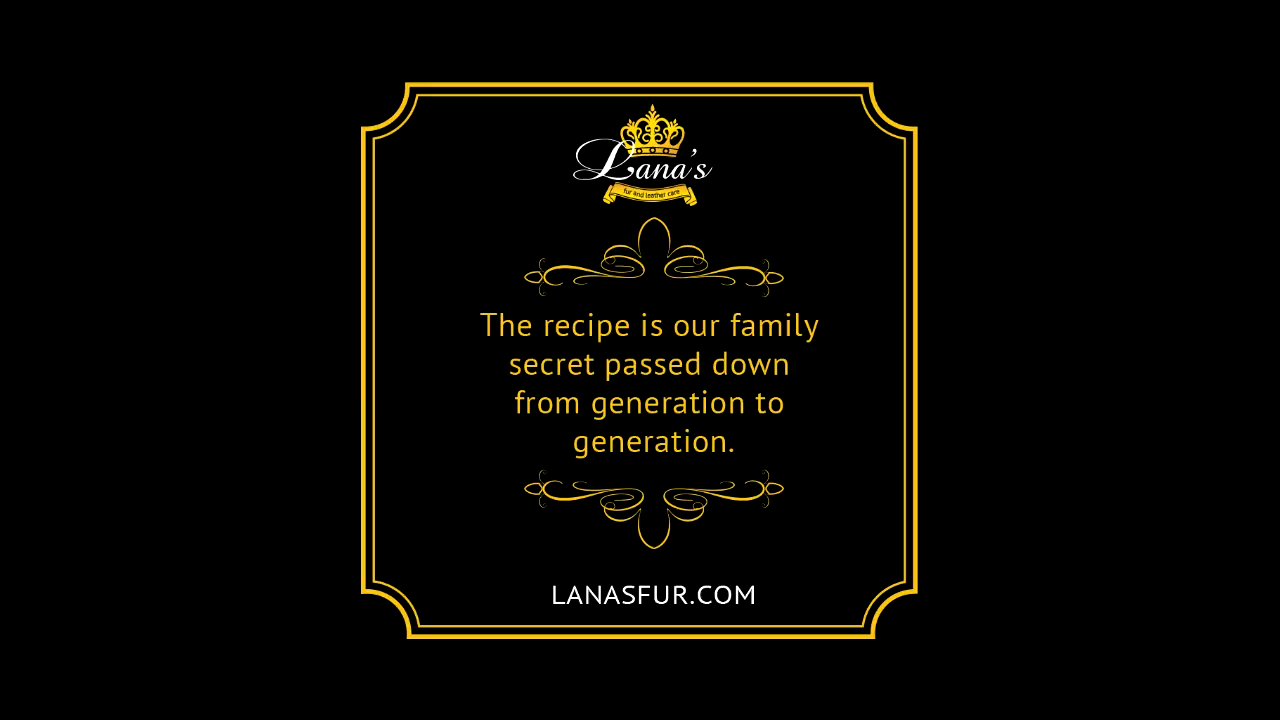 Lana's
fur and leather care
The recipe is our family
secret passed down
from generation to
generation.
LANASFUR.COM